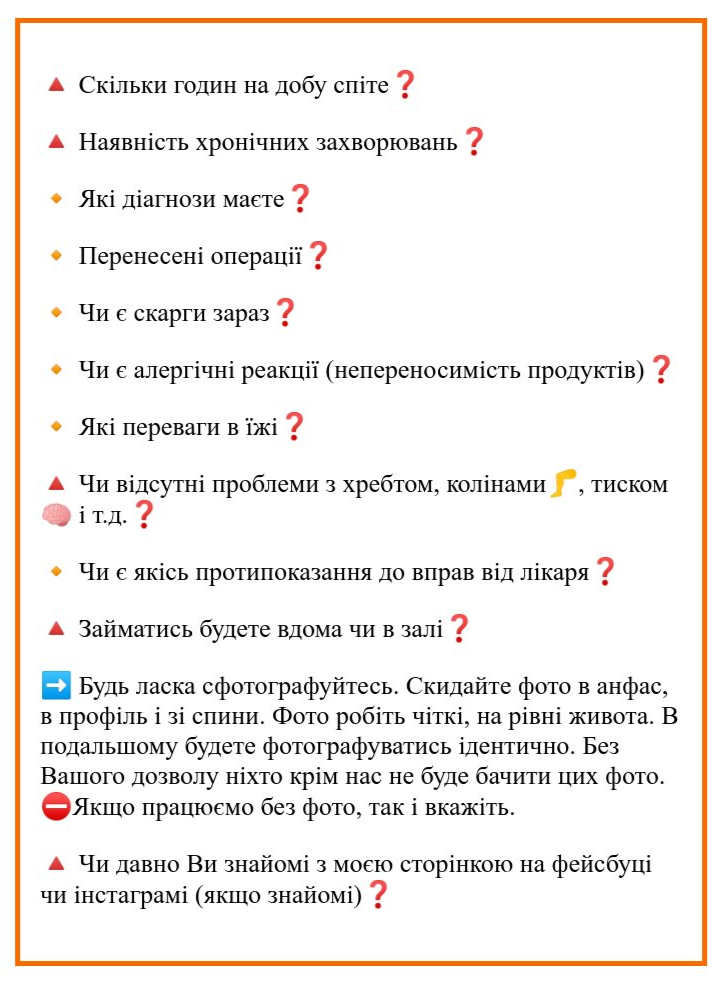 🔺 Скільки годин на добу спіте❓
🔺 Наявність хронічних захворювань❓
🔸 Які діагнози маєте❓
🔸 Перенесені операції❓
🔸 Чи є скарги зараз❓
🔸 Чи є алергічні реакції (непереносимість продуктів)❓
🔸 Які переваги в їжі❓
🔺 Чи відсутні проблеми з хребтом, колінами🦵, тиском
🧠 і т.д.❓
🔸 Чи є якісь протипоказання до вправ від лікаря❓
🔺 Займатись будете вдома чи в залі❓
➡️ Будь ласка сфотографуйтесь. Скидайте фото в анфас,
в профіль і зі спини. Фото робіть чіткі, на рівні живота. В
подальшому будете фотографуватись ідентично. Без
Вашого дозволу ніхто крім нас не буде бачити цих фото.
⛔Якщо працюємо без фото, так і вкажіть.
🔺 Чи давно Ви знайомі з моєю сторінкою на фейсбуці
чи інстаграмі (якщо знайомі)❓